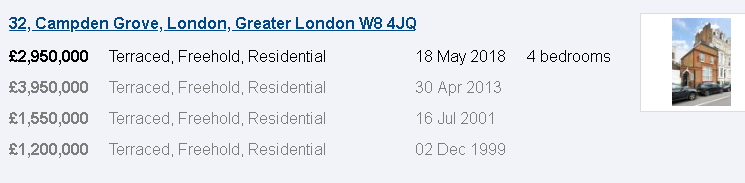 32, Campden Grove, London, Greater London W8 4JQ
£2,950,000 Terraced, Freehold, Residential 18 May 2018 4 bedrooms
£3,950,000 Terraced, Freehold, Residential 30 Apr 2013
£1,550,000 Terraced, Freehold, Residential 16 Jul 2001
£1,200,000 Terraced, Freehold, Residential 02 Dec 1999